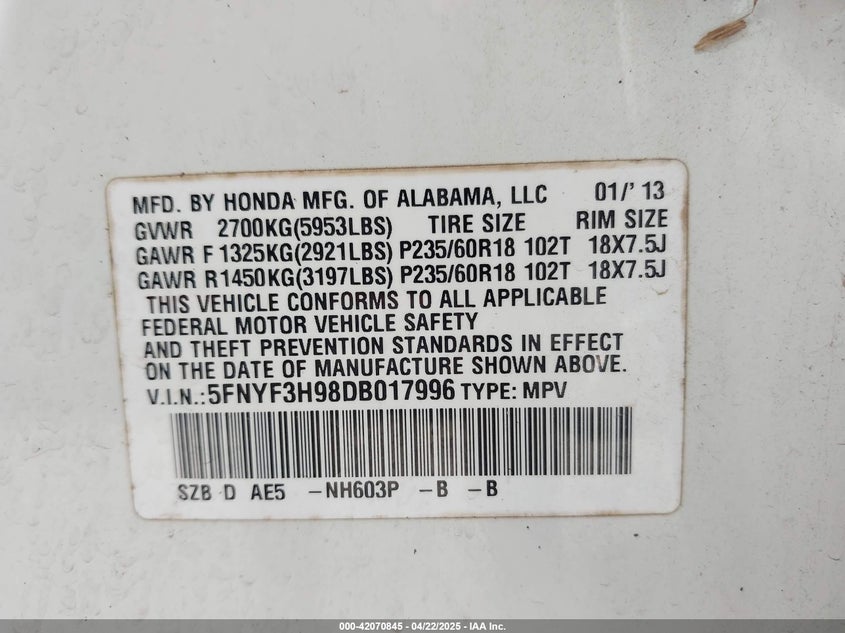 MFD. BY HONDA MFG. OF ALABAMA, LLC 01/' 13
GVWR 2700KG(5953LBS) TIRE SIZE RIM SIZE
GAWR F 1325KG(2921LBS) P235/60R18 102T 18X7.5J
GAWR R1450KG(3197LBS) P235/60R18 102T 18X7.5J
THIS VEHICLE CONFORMS TO ALL APPLICABLE
FEDERAL MOTOR VEHICLE SAFETY
AND THEFT PREVENTION STANDARDS IN EFFECT
ON THE DATE OF MANUFACTURE SHOWN ABOVE.
V.I.N.:5FNYF3H98DB017996 TYPE: MPV
SZB D AE5 -NH603P -B -B
000-42070845 - 04/22/2025 - IAA Inc.